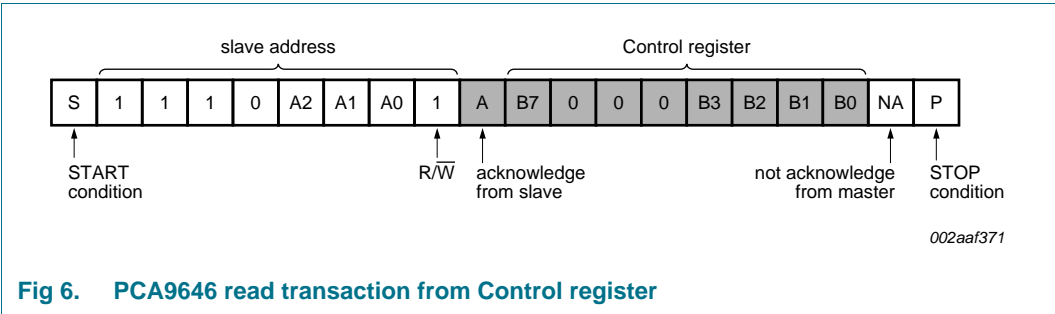 slave address Control register
S 1 1 1 0 A2 A1 A0 1 A B7 0 0 0 B3 B2 B1 B0 NA P
START condition
R/W̅
acknowledge from slave
not acknowledge from master
STOP condition
002aaf371
Fig 6. PCA9646 read transaction from Control register